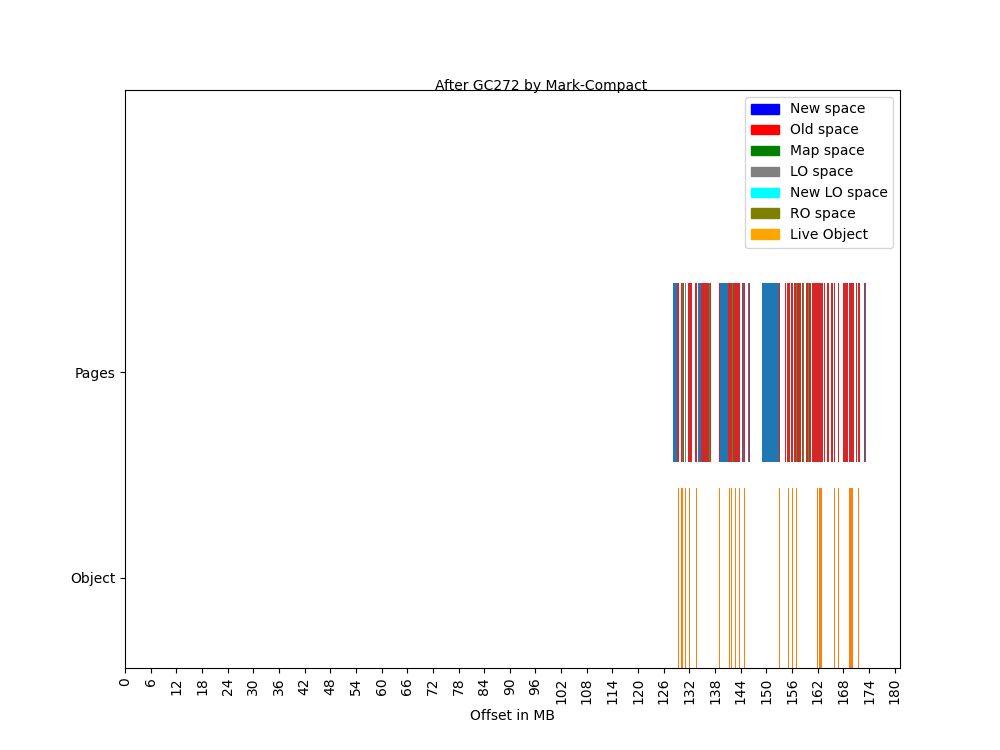 After GC272 by Mark-Compact
New space
Old space
Map space
LO space
New LO space
RO space
Live Object
Pages
Object
0 6 12 18 24 30 36 42 48 54 60 66 72 78 84 90 96 102 108 114 120 126 132 138 144 150 156 162 168 174 180
Offset in MB